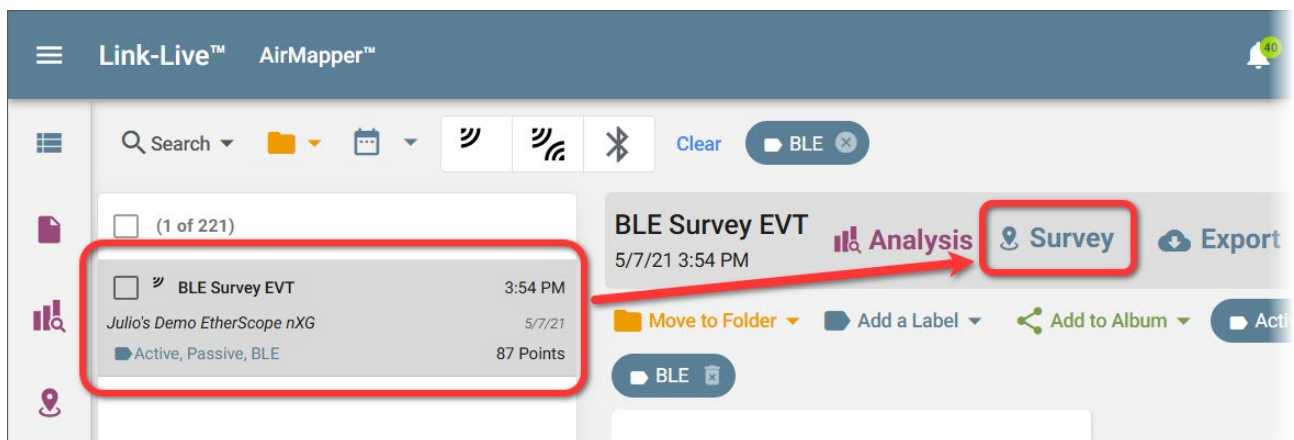 Link-Live™ AirMapper™
40
Search
Clear
BLE
(1 of 221)
BLE Survey EVT 3:54 PM
Julio's Demo EtherScope nXG 5/7/21
Active, Passive, BLE 87 Points
BLE Survey EVT
5/7/21 3:54 PM
Analysis
Survey
Export
Move to Folder
Add a Label
Add to Album
BLE